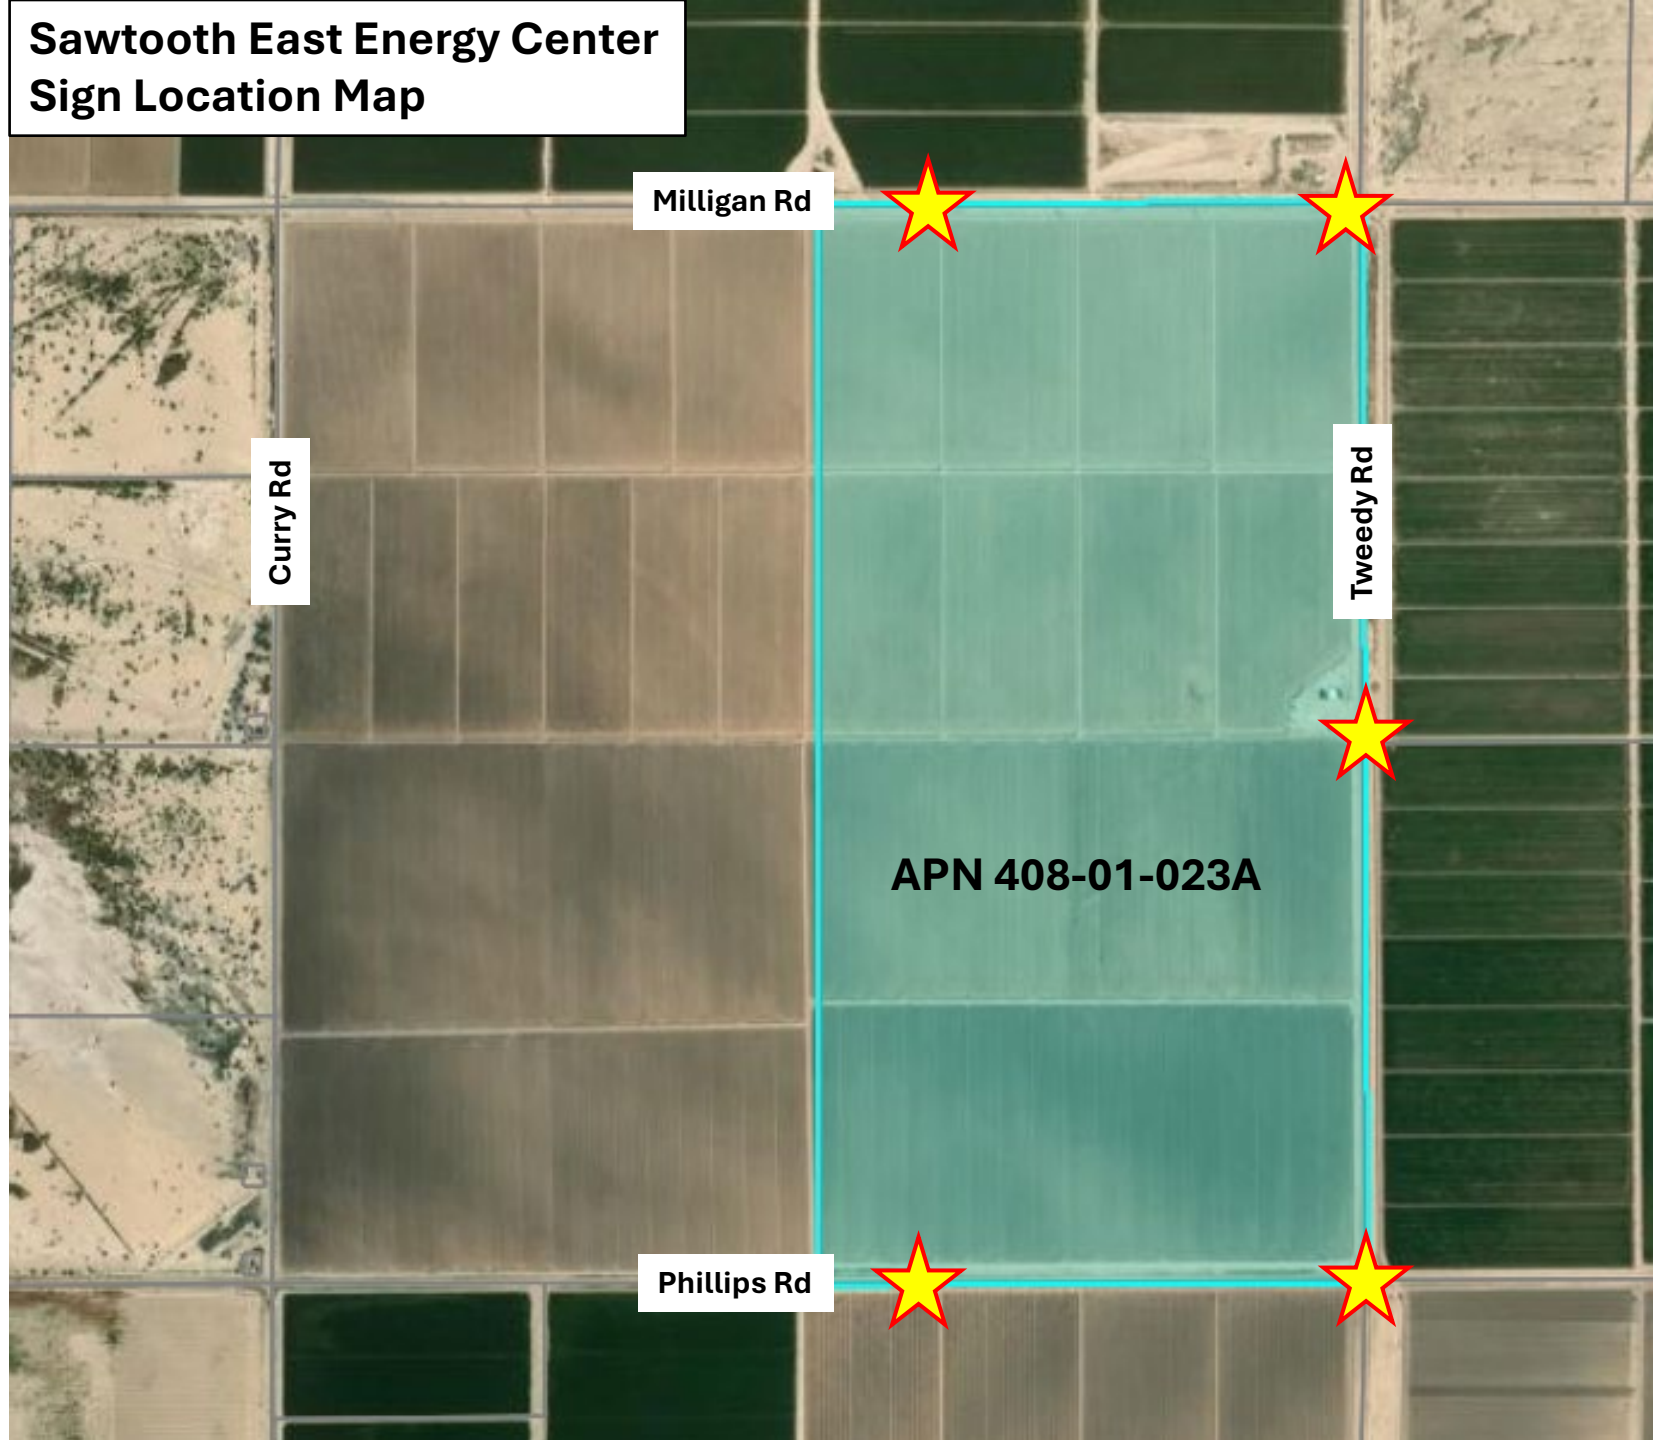 Sawtooth East Energy Center
Sign Location Map
Milligan Rd
Curry Rd
Tweedy Rd
APN 408-01-023A
Phillips Rd